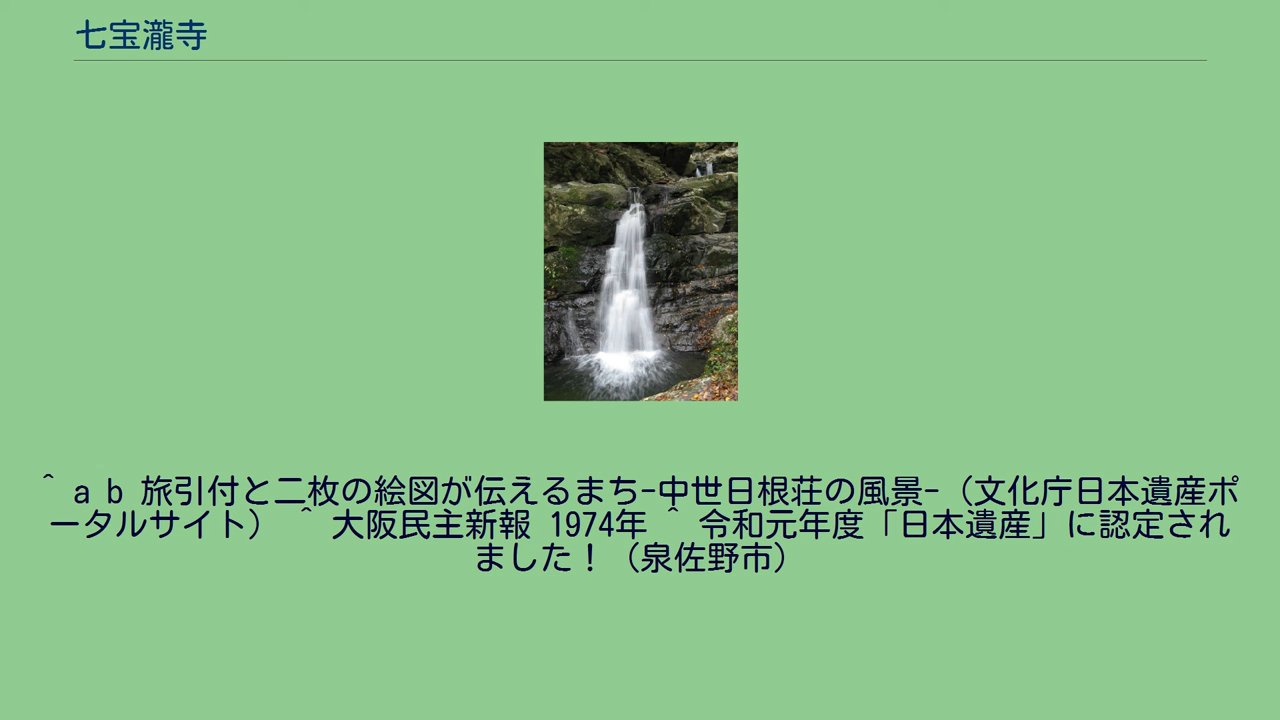 七宝瀧寺
^ a b 旅引付と二枚の絵図が伝えるまち−中世日根荘の風景−（文化庁日本遺産ポ
ータルサイト） ^ 大阪民主新報 1974年 ^ 令和元年度「日本遺産」に認定され
ました！（泉佐野市）